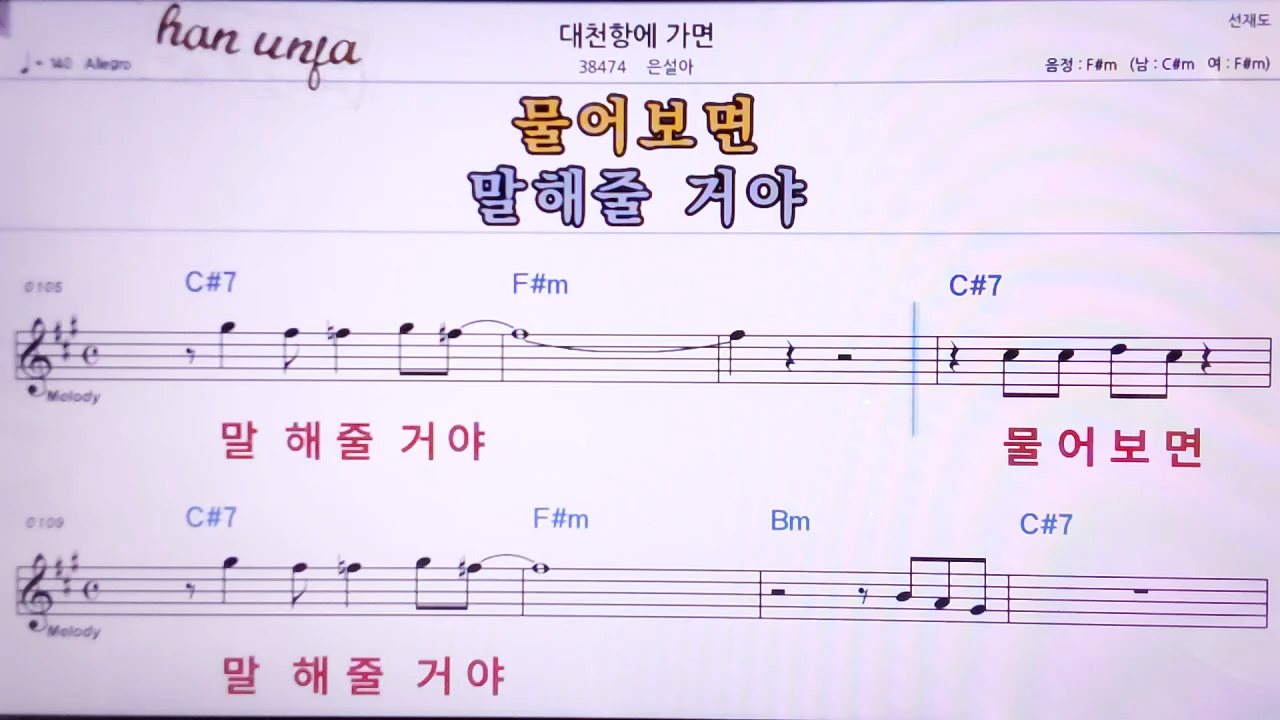 han unfa
대천항에 가면
선재도
♩= 140 Allegro
38474 은설아
음정 : F#m (남 : C#m 여 : F#m)
물어보면
말해줄 거야
0105 C#7 F#m C#7
Melody
말 해 줄 거 야 물 어 보 면
0109 C#7 F#m Bm C#7
Melody
말 해 줄 거 야